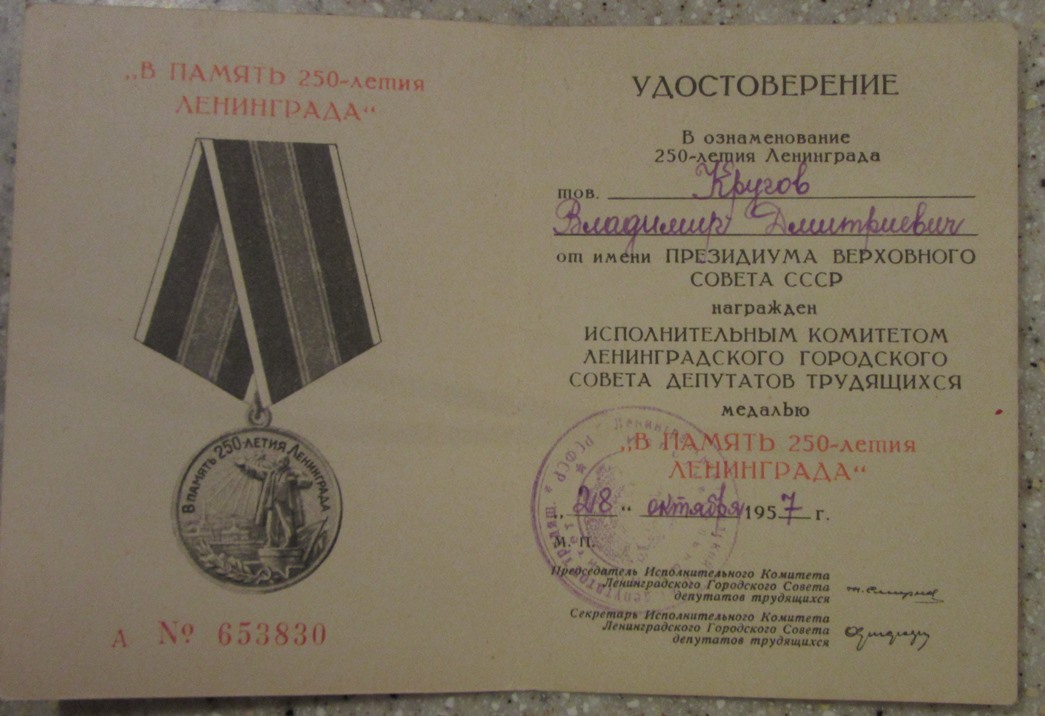 „В ПАМЯТЬ 250-летия
ЛЕНИНГРАДА“
В ПАМЯТЬ 250-ЛЕТИЯ ЛЕНИНГРАДА
А № 653830
УДОСТОВЕРЕНИЕ
В ознаменование
250-летия Ленинграда
тов. Кругов
Владимир Дмитриевич
от имени ПРЕЗИДИУМА ВЕРХОВНОГО
СОВЕТА СССР
награжден
ИСПОЛНИТЕЛЬНЫМ КОМИТЕТОМ
ЛЕНИНГРАДСКОГО ГОРОДСКОГО
СОВЕТА ДЕПУТАТОВ ТРУДЯЩИХСЯ
медалью
„В ПАМЯТЬ 250-летия
ЛЕНИНГРАДА“
„28“ октября 1957 г.
М. П.
Председатель Исполнительного Комитета
Ленинградского Городского Совета
депутатов трудящихся
Секретарь Исполнительного Комитета
Ленинградского Городского Совета
депутатов трудящихся